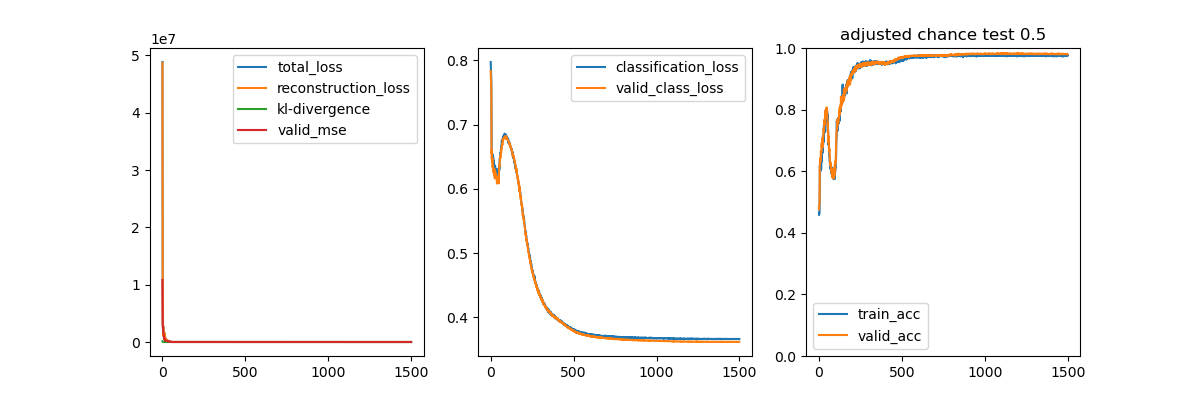 1e7
5
4
3
2
1
0
0
500
1000
1500
total_loss
reconstruction_loss
kl-divergence
valid_mse
0.8
0.7
0.6
0.5
0.4
0
500
1000
1500
classification_loss
valid_class_loss
adjusted chance test 0.5
1.0
0.8
0.6
0.4
0.2
0.0
0
500
1000
1500
train_acc
valid_acc